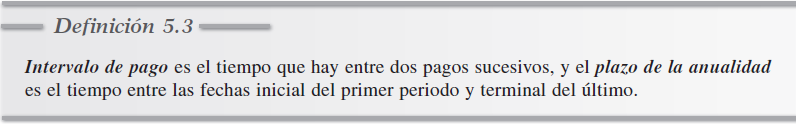 Definición 5.3
Intervalo de pago es el tiempo que hay entre dos pagos sucesivos, y el plazo de la anualidad
es el tiempo entre las fechas inicial del primer periodo y terminal del último.